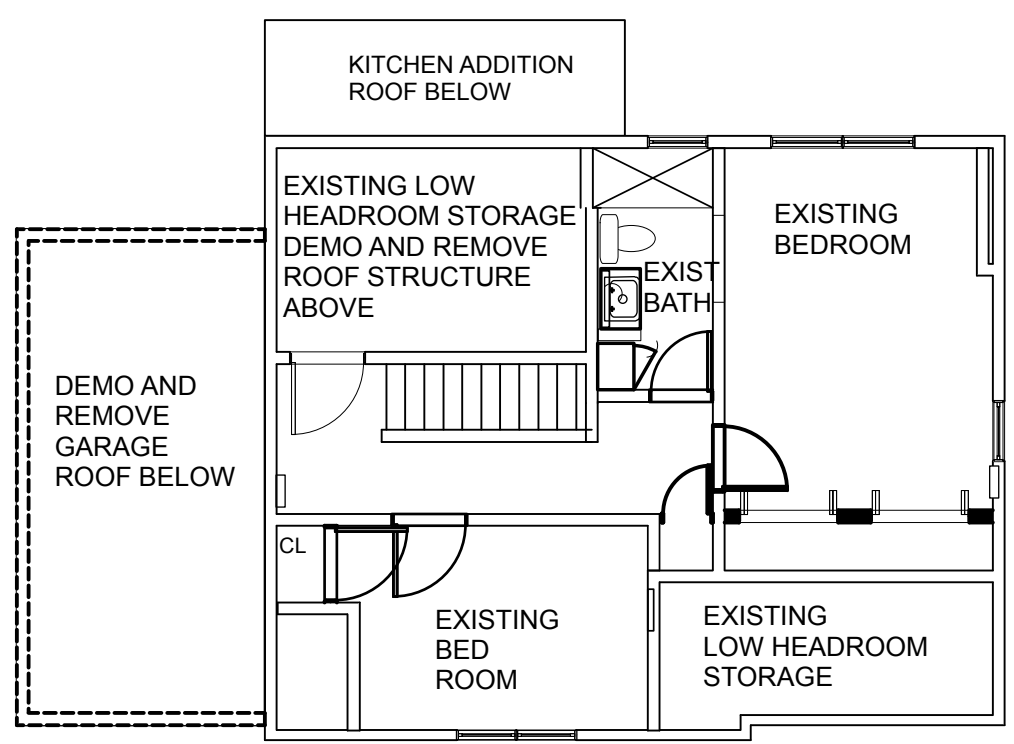 KITCHEN ADDITION
ROOF BELOW
EXISTING LOW
HEADROOM STORAGE
DEMO AND REMOVE
ROOF STRUCTURE
ABOVE
EXISTING
BEDROOM
EXIST
BATH
DEMO AND
REMOVE
GARAGE
ROOF BELOW
CL
EXISTING
BED
ROOM
EXISTING
LOW HEADROOM
STORAGE